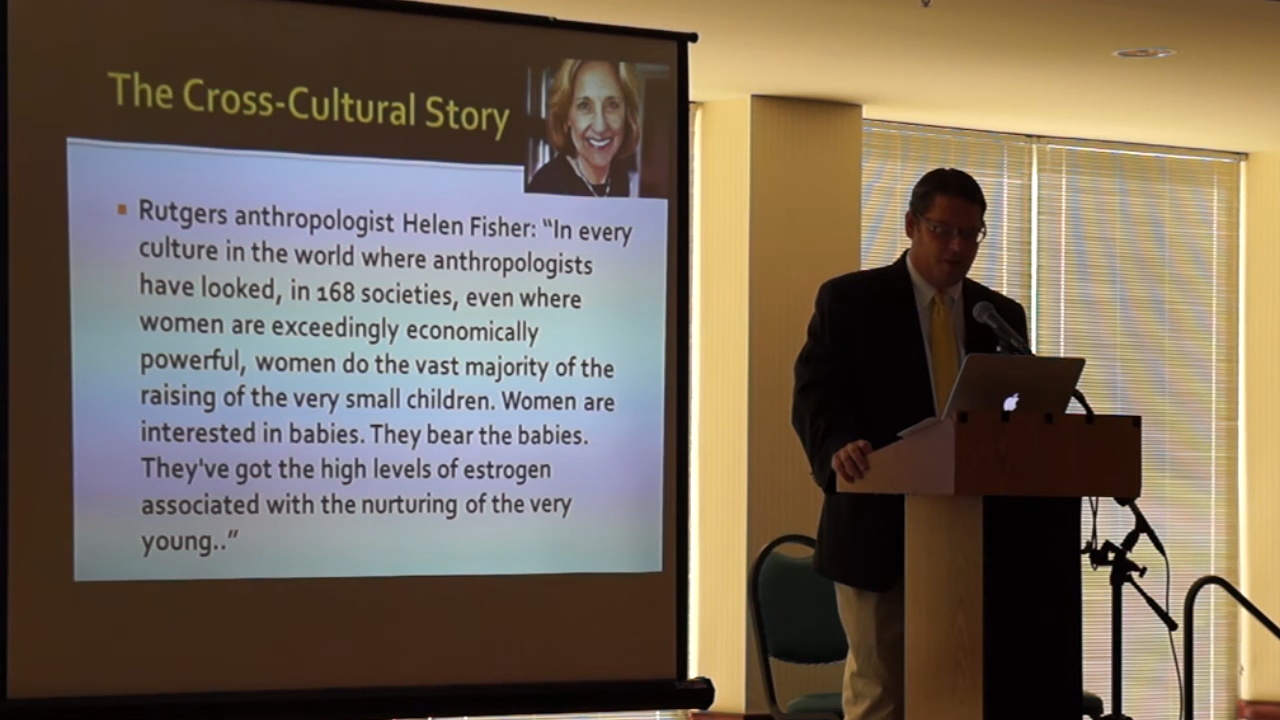 The Cross-Cultural Story
Rutgers anthropologist Helen Fisher: “In every
culture in the world where anthropologists
have looked, in 168 societies, even where
women are exceedingly economically
powerful, women do the vast majority of the
raising of the very small children. Women are
interested in babies. They bear the babies.
They've got the high levels of estrogen
associated with the nurturing of the very
young..”